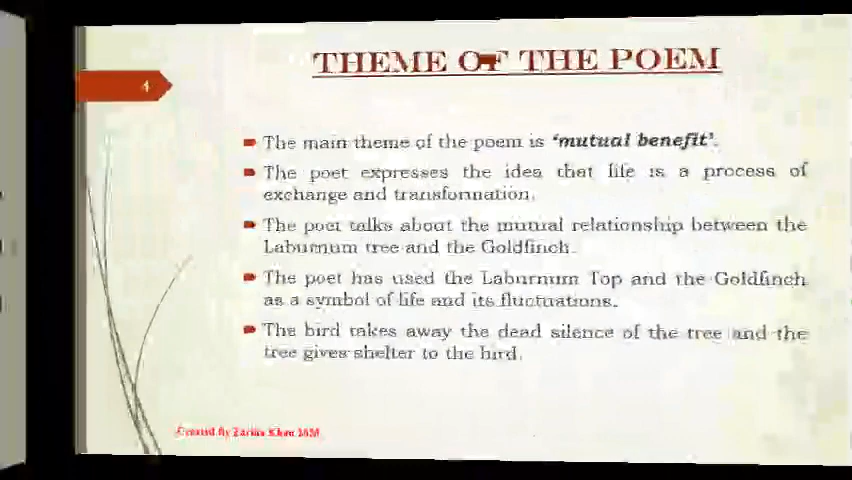 THEME OF THE POEM
4
The main theme of the poem is 'mutual benefit'.
The poet expresses the idea that life is a process of
exchange and transformation.
The poet talks about the mutual relationship between the
Laburnum tree and the Goldfinch.
The poet has used the Laburnum Top and the Goldfinch
as a symbol of life and its fluctuations.
The bird takes away the dead silence of the tree and the
tree gives shelter to the bird.
Created By Khan